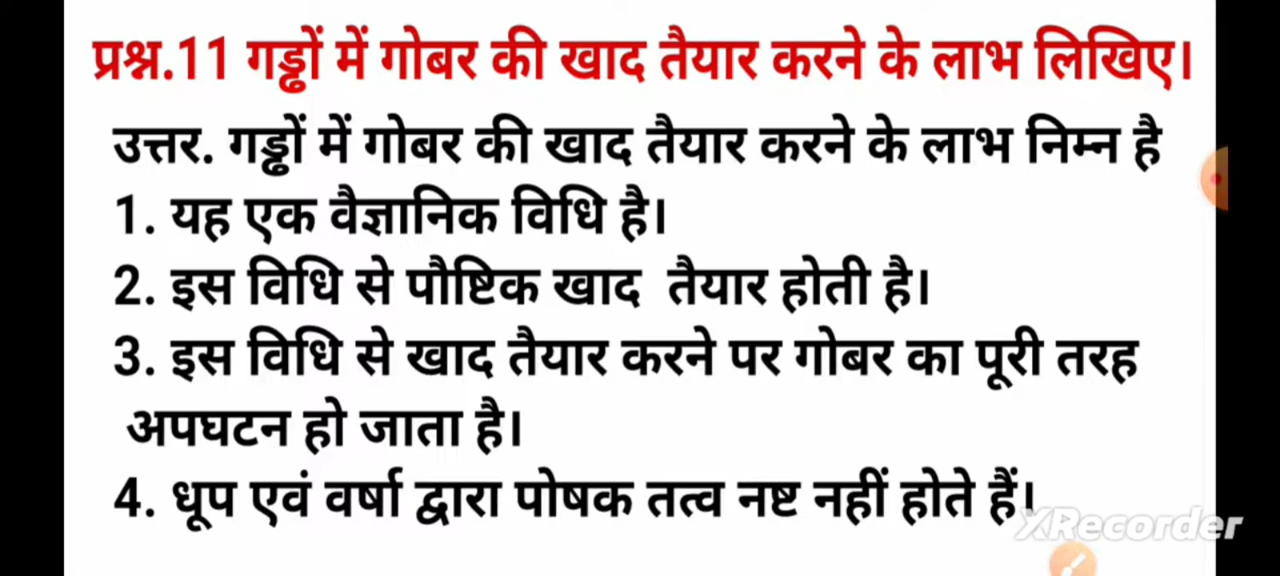 प्रश्न.11 गड्ढों में गोबर की खाद तैयार करने के लाभ लिखिए।
उत्तर. गड्ढों में गोबर की खाद तैयार करने के लाभ निम्न है
1. यह एक वैज्ञानिक विधि है।
2. इस विधि से पौष्टिक खाद तैयार होती है।
3. इस विधि से खाद तैयार करने पर गोबर का पूरी तरह
अपघटन हो जाता है।
4. धूप एवं वर्षा द्वारा पोषक तत्व नष्ट नहीं होते हैं।
XRecorder